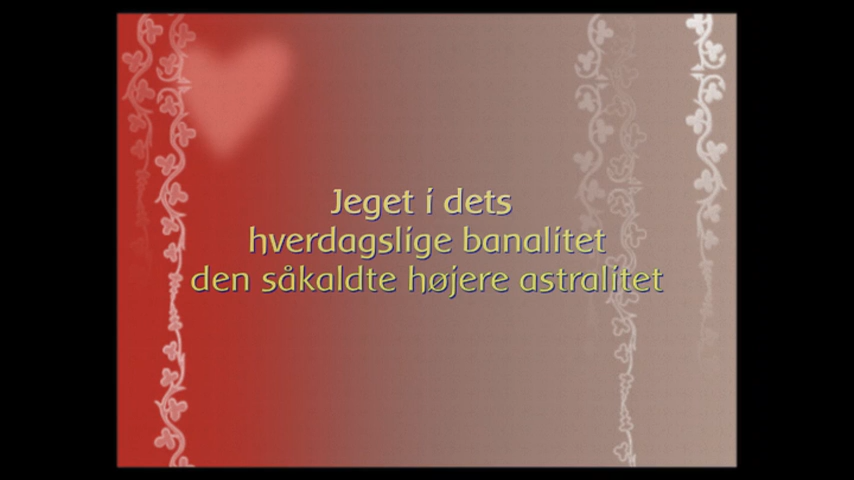 Jeget i dets
hverdagslige banalitet
den såkaldte højere astralitet